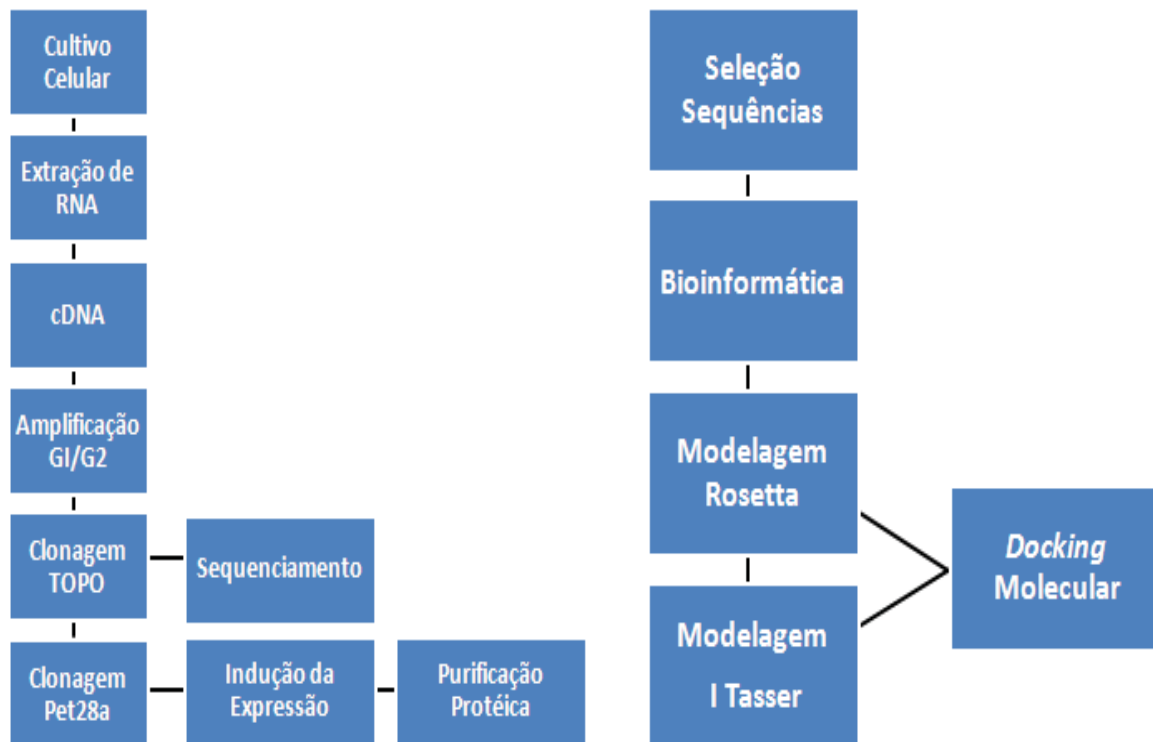 Cultivo
Celular
Extração de
RNA
cDNA
Amplificação
GI/G2
Clonagem
TOPO
Sequenciamento
Clonagem
Pet28a
Indução da
Expressão
Purificação
Protéica
Seleção
Sequências
Bioinformática
Modelagem
Rosetta
Modelagem
I Tasser
Docking
Molecular